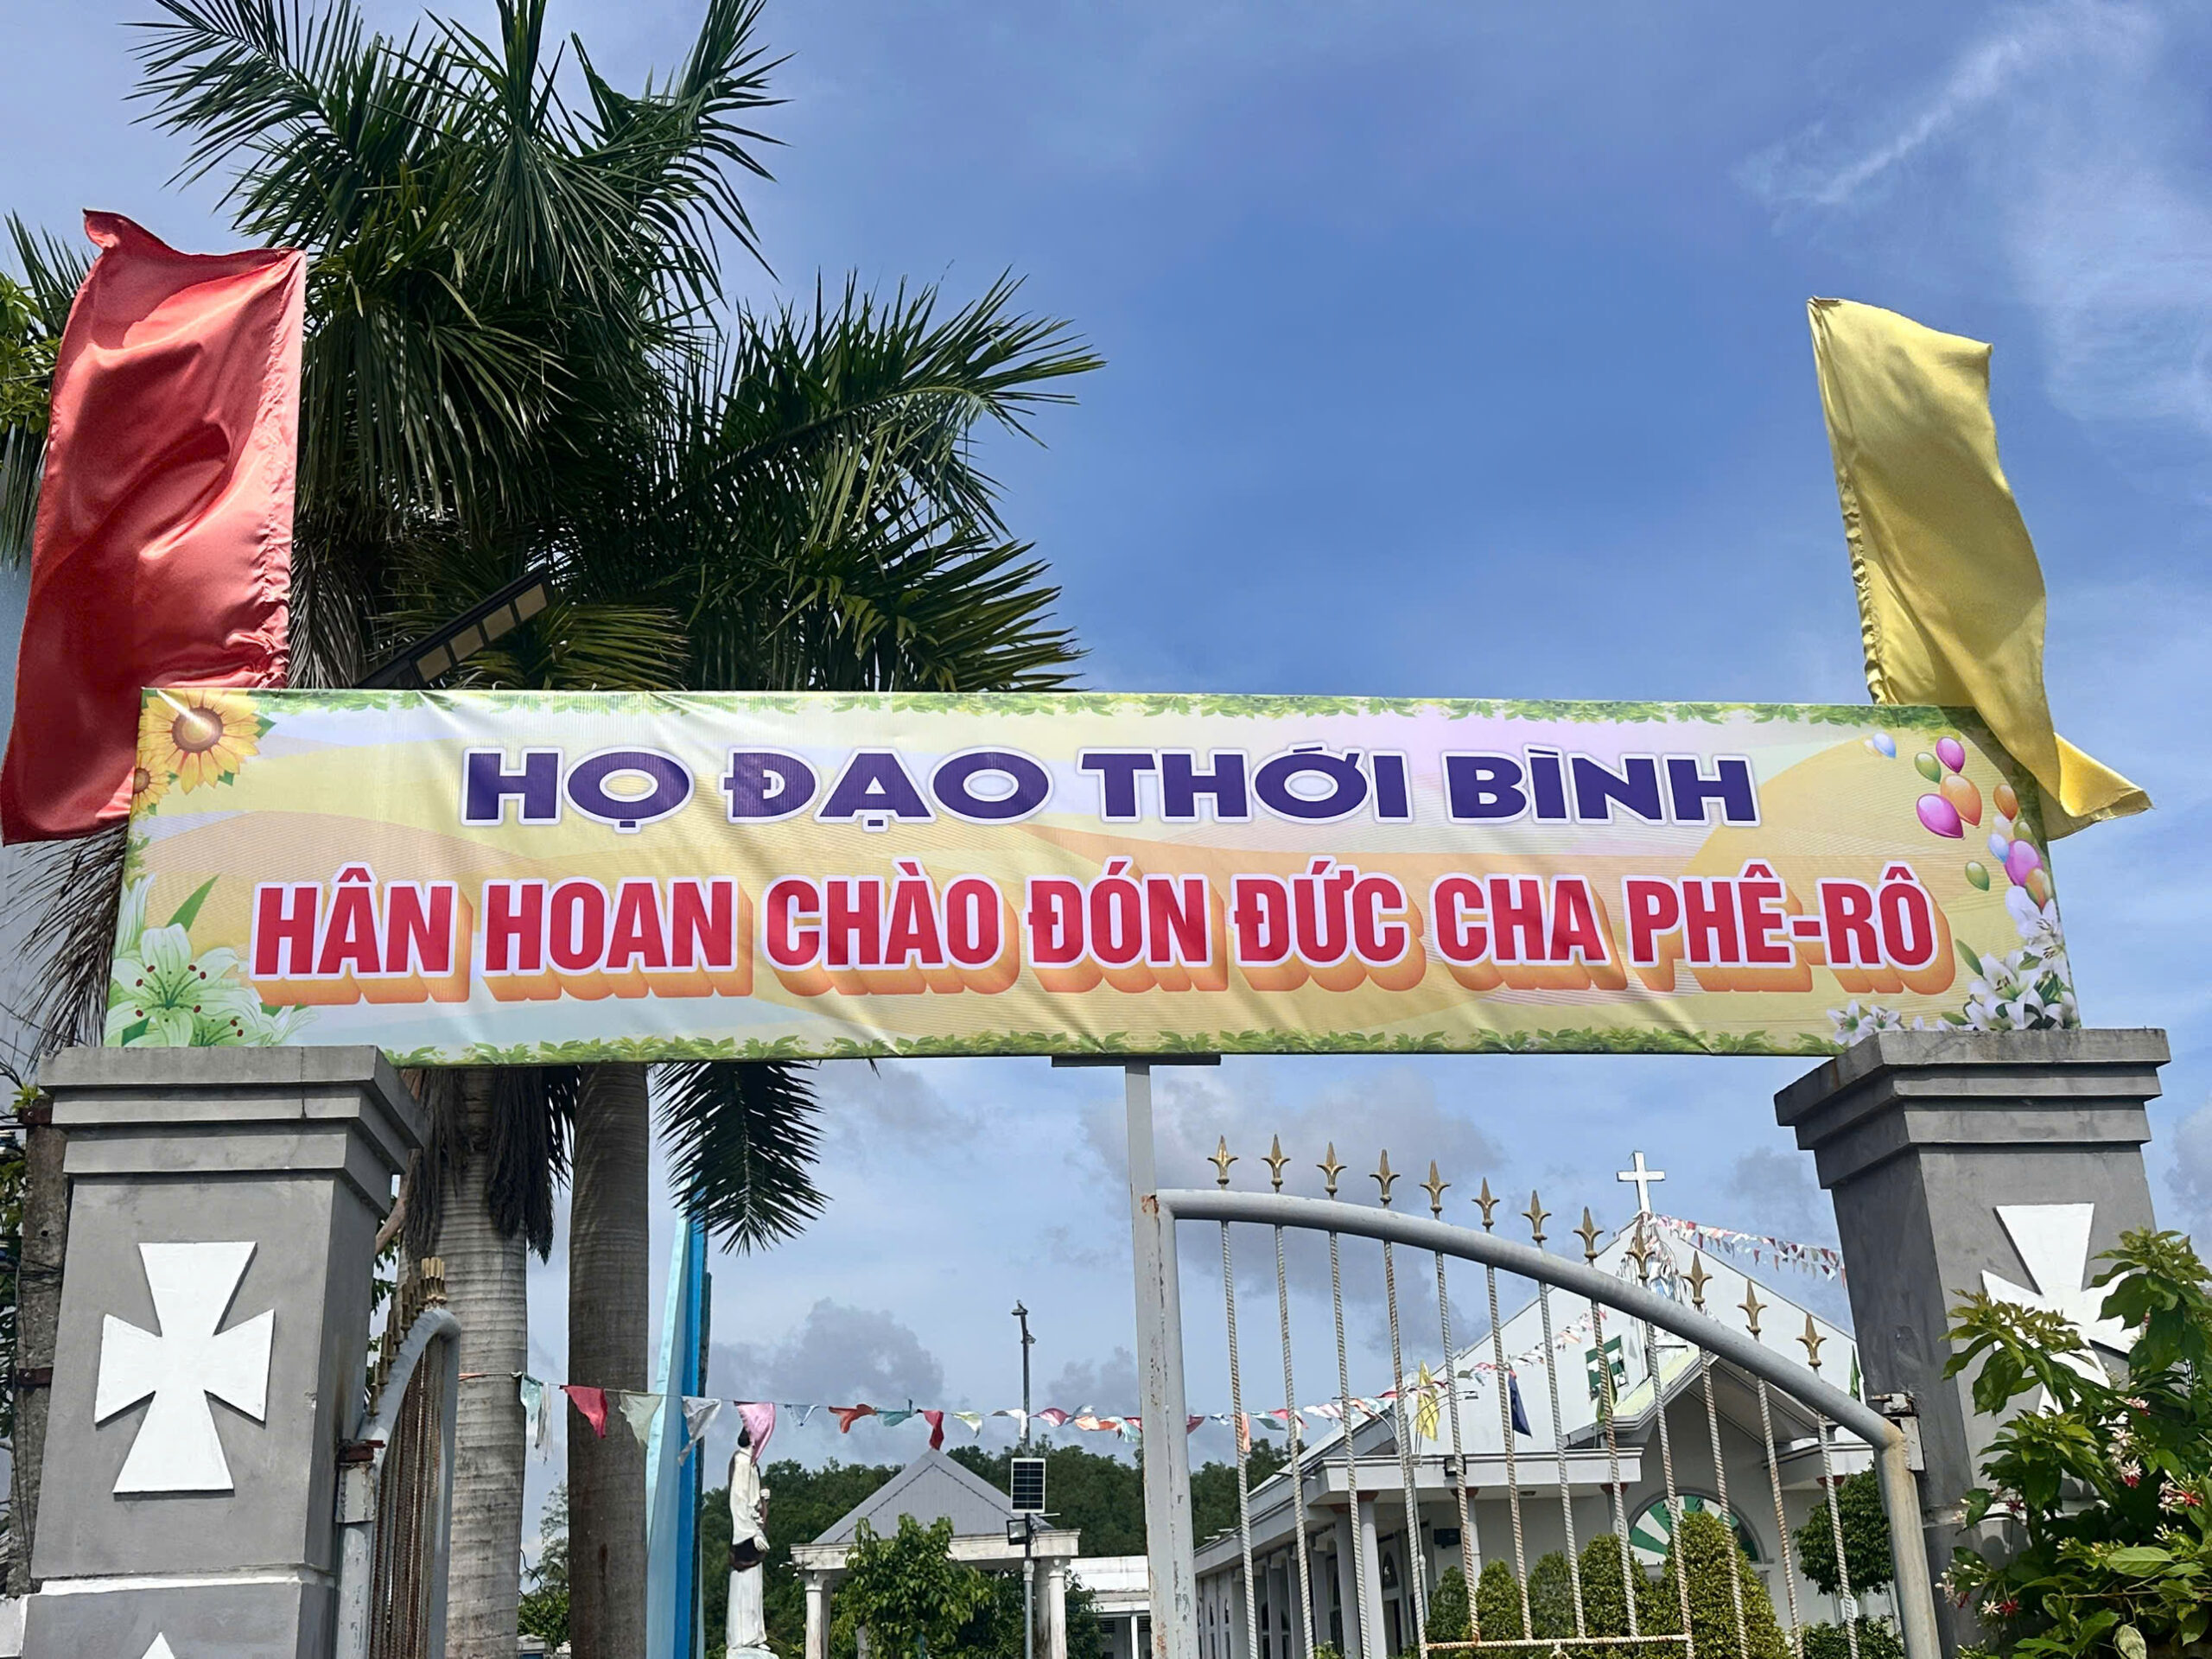 HỌ ĐẠO THỚI BÌNH
HÂN HOAN CHÀO ĐÓN ĐỨC CHA PHÊ-RÔ